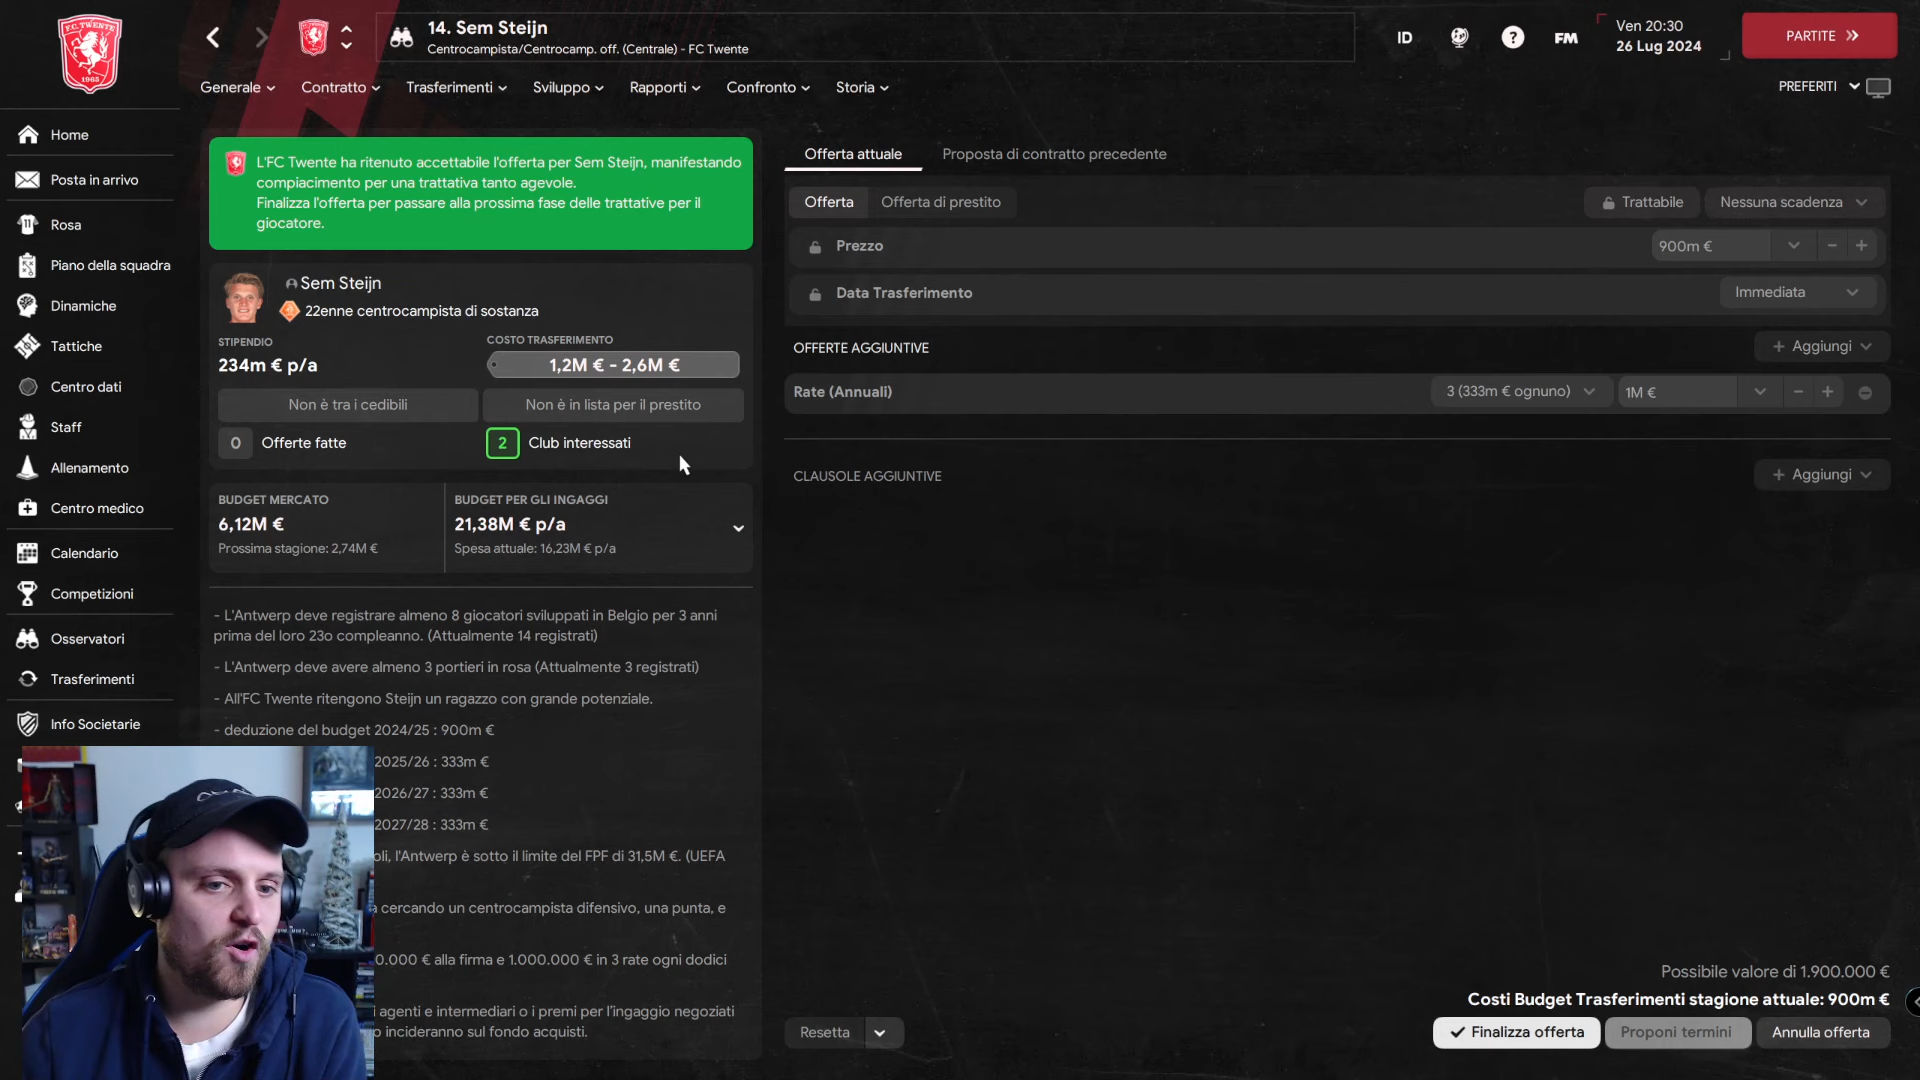 14. Sem Steijn
Centrocampista/Centrocamp. off. (Centrale) - FC Twente
ID
FM
Ven 20:30
26 Lug 2024
PARTITE
Generale
Contratto
Trasferimenti
Sviluppo
Rapporti
Confronto
Storia
PREFERITI
Home
Posta in arrivo
Rosa
Piano della squadra
Dinamiche
Tattiche
Centro dati
Staff
Allenamento
Centro medico
Calendario
Competizioni
Osservatori
Trasferimenti
Info Societarie
L'FC Twente ha ritenuto accettabile l'offerta per Sem Steijn, manifestando
compiacimento per una trattativa tanto agevole.
Finalizza l'offerta per passare alla prossima fase delle trattative per il
giocatore.
Sem Steijn
22enne centrocampista di sostanza
STIPENDIO
234m € p/a
COSTO TRASFERIMENTO
1,2M € - 2,6M €
Non è tra i cedibili
Non è in lista per il prestito
0 Offerte fatte
2 Club interessati
BUDGET MERCATO
6,12M €
Prossima stagione: 2,74M €
BUDGET PER GLI INGAGGI
21,38M € p/a
Spesa attuale: 16,23M € p/a
- L'Antwerp deve registrare almeno 8 giocatori sviluppati in Belgio per 3 anni
prima del loro 23o compleanno. (Attualmente 14 registrati)
- L'Antwerp deve avere almeno 3 portieri in rosa (Attualmente 3 registrati)
- All'FC Twente ritengono Steijn un ragazzo con grande potenziale.
- deduzione del budget 2024/25 : 900m €
2025/26 : 333m €
2026/27 : 333m €
2027/28 : 333m €
oli, l'Antwerp è sotto il limite del FPF di 31,5M €. (UEFA
a cercando un centrocampista difensivo, una punta, e
0.000 € alla firma e 1.000.000 € in 3 rate ogni dodici
i agenti e intermediari o i premi per l'ingaggio negoziati
o incideranno sul fondo acquisti.
Offerta attuale
Proposta di contratto precedente
Offerta
Offerta di prestito
Trattabile
Nessuna scadenza
Prezzo
900m €
Data Trasferimento
Immediata
OFFERTE AGGIUNTIVE
+ Aggiungi
Rate (Annuali)
3 (333m € ognuno)
1M €
CLAUSOLE AGGIUNTIVE
+ Aggiungi
Possibile valore di 1.900.000 €
Costi Budget Trasferimenti stagione attuale: 900m €
Resetta
Finalizza offerta
Proponi termini
Annulla offerta